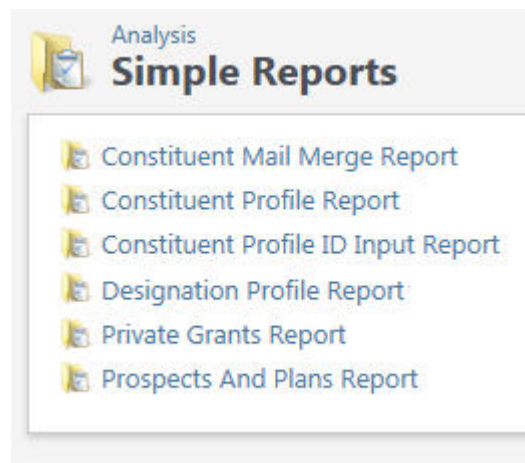 Analysis
Simple Reports
Constituent Mail Merge Report
Constituent Profile Report
Constituent Profile ID Input Report
Designation Profile Report
Private Grants Report
Prospects And Plans Report